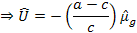 ⇒ Û = −((a − c)/c) μ̂_g